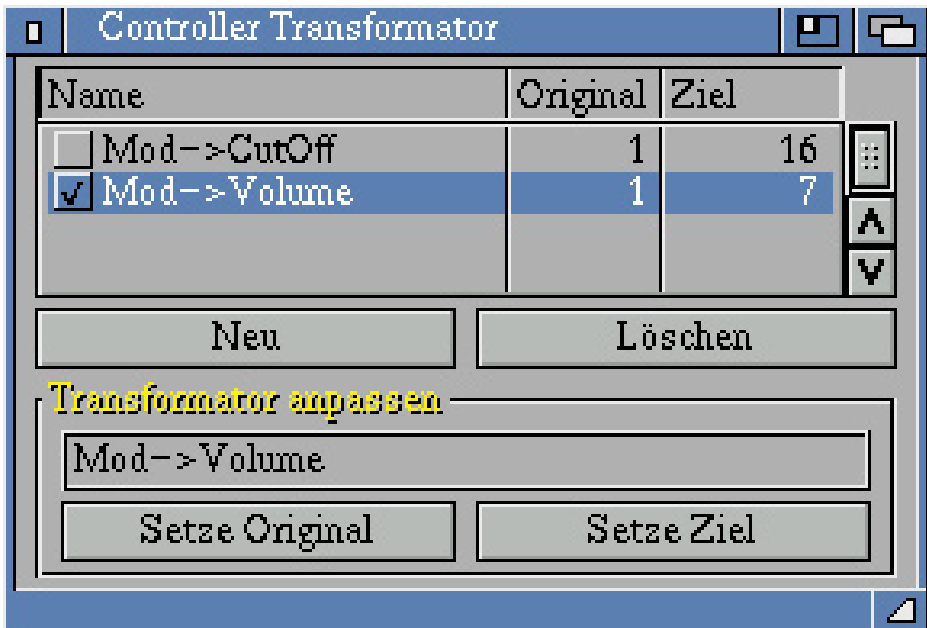 Controller Transformator
Name Original Ziel
Mod->CutOff 1 16
Mod->Volume 1 7
Neu Löschen
Transformator anpassen
Mod->Volume
Setze Original Setze Ziel